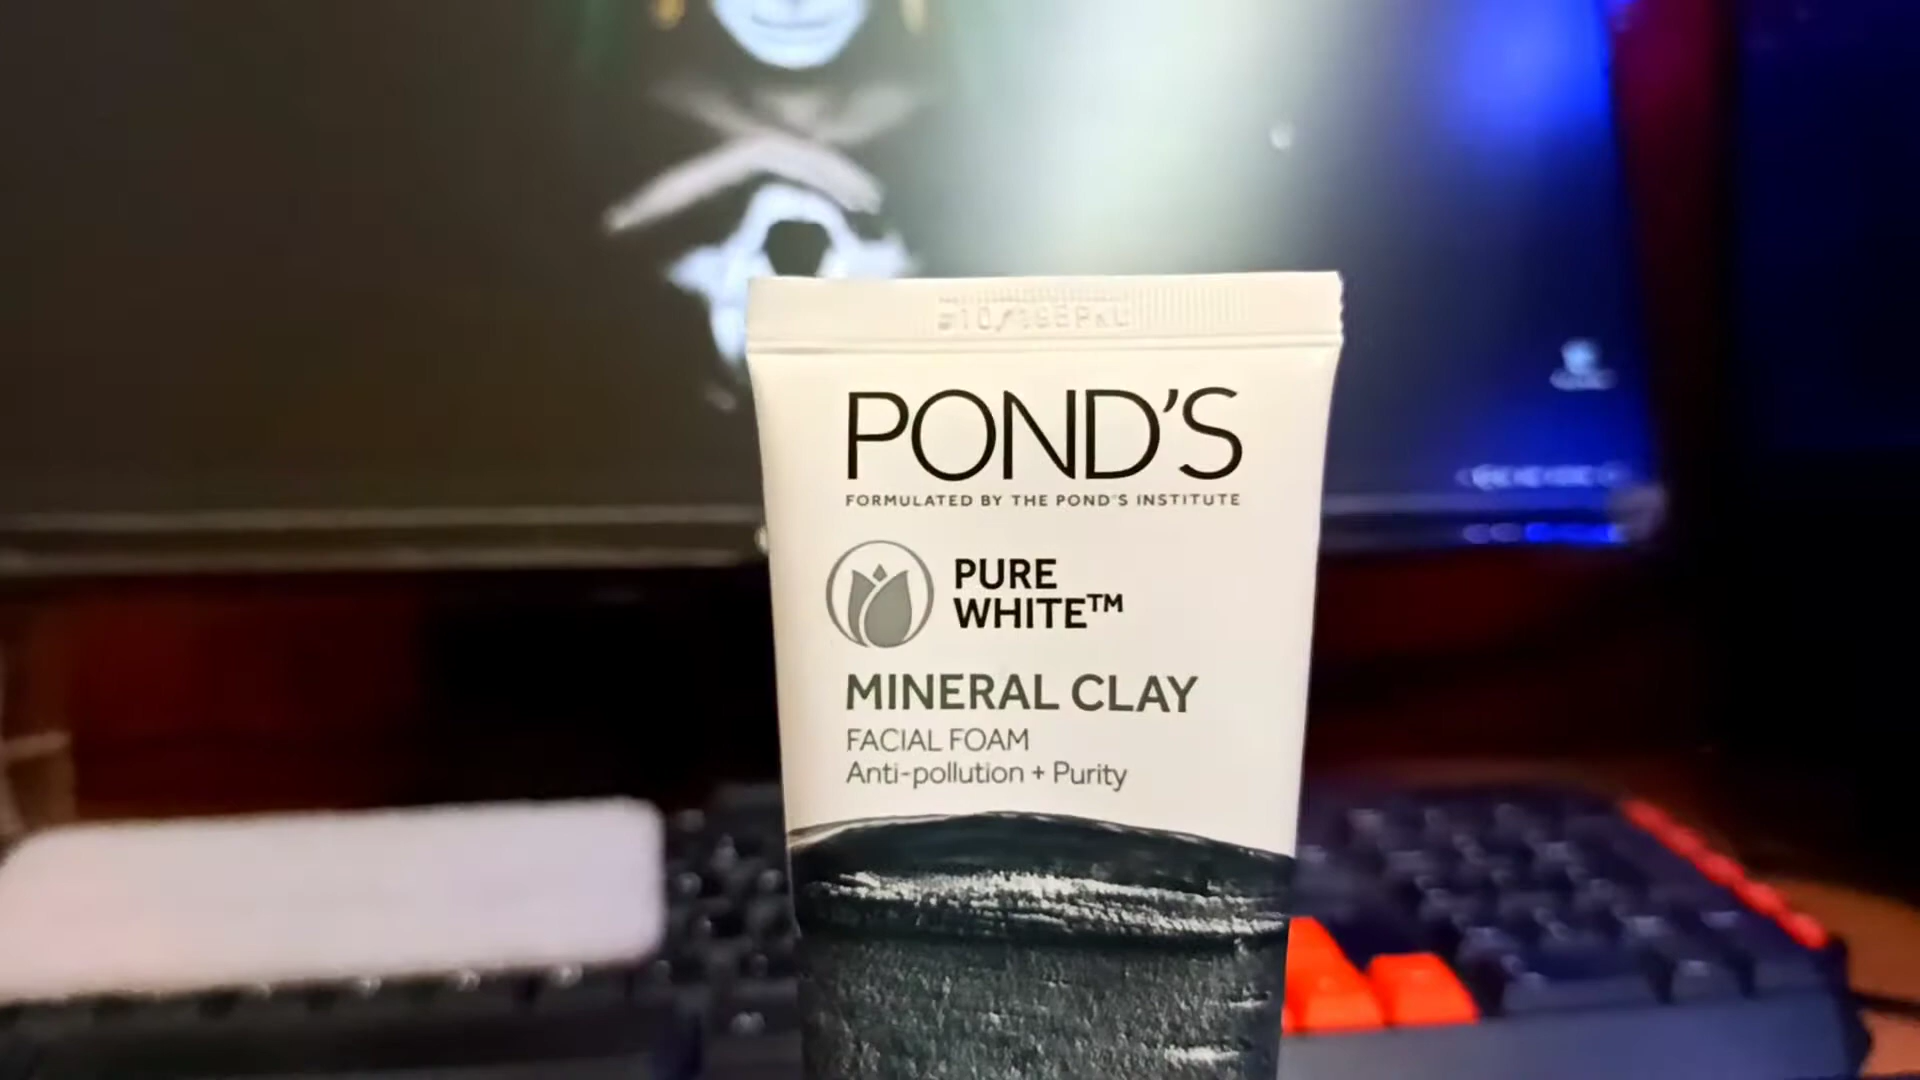 POND'S
FORMULATED BY THE POND'S INSTITUTE
PURE
WHITE™
MINERAL CLAY
FACIAL FOAM
Anti-pollution + Purity